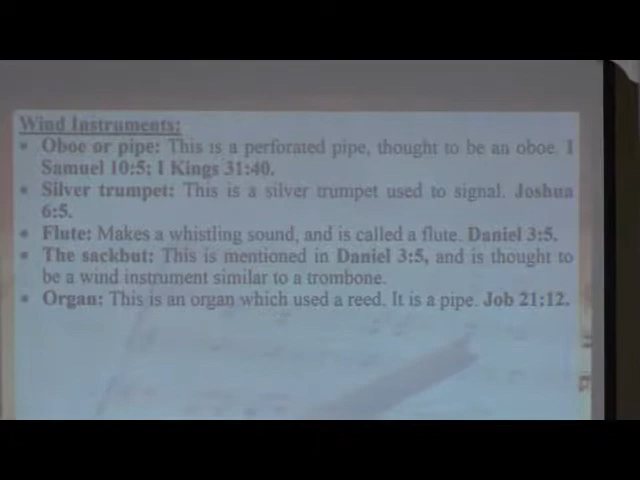 Wind Instruments:
• Oboe or pipe: This is a perforated pipe, thought to be an oboe. I
Samuel 10:5; I Kings 31:40.
• Silver trumpet: This is a silver trumpet used to signal. Joshua
6:5.
• Flute: Makes a whistling sound, and is called a flute. Daniel 3:5.
• The sackbut: This is mentioned in Daniel 3:5, and is thought to
be a wind instrument similar to a trombone.
• Organ: This is an organ which used a reed. It is a pipe. Job 21:12.